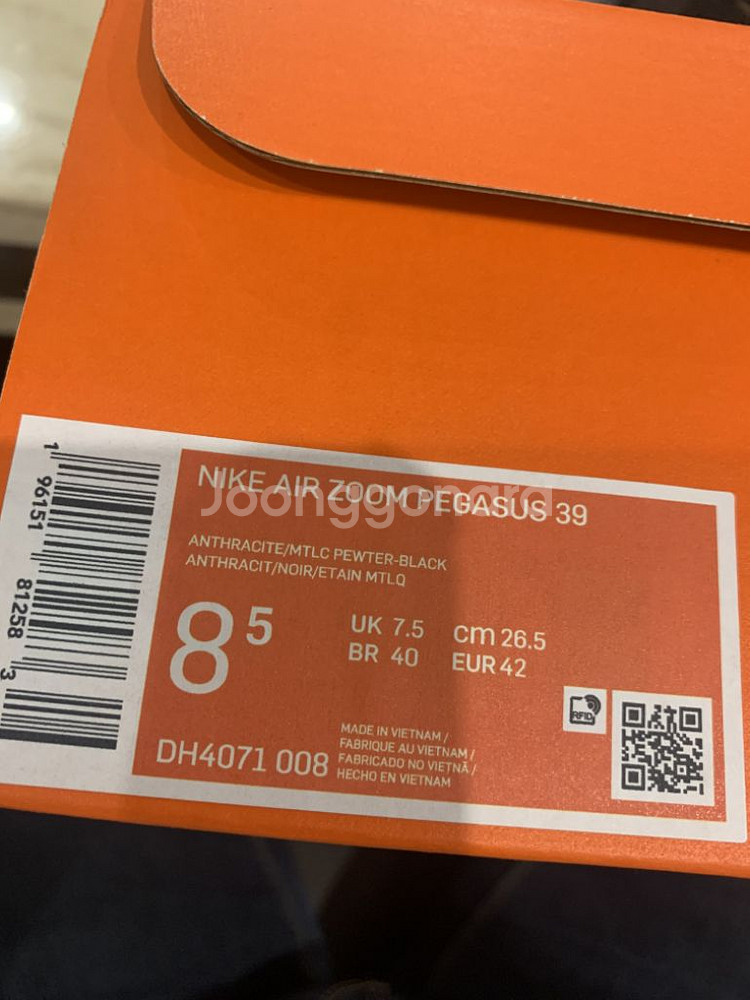 NIKE AIR ZOOM PEGASUS 39
Joonggonara
ANTHRACITE/MTLC PEWTER-BLACK
ANTHRACIT/NOIR/ETAIN MTLQ
8 5
UK 7.5 cm 26.5
BR 40 EUR 42
RFID
DH4071 008
MADE IN VIETNAM /
FABRIQUE AU VIETNAM /
FABRICADO NO VIETNÃ /
HECHO EN VIETNAM
1 96151 81258 3